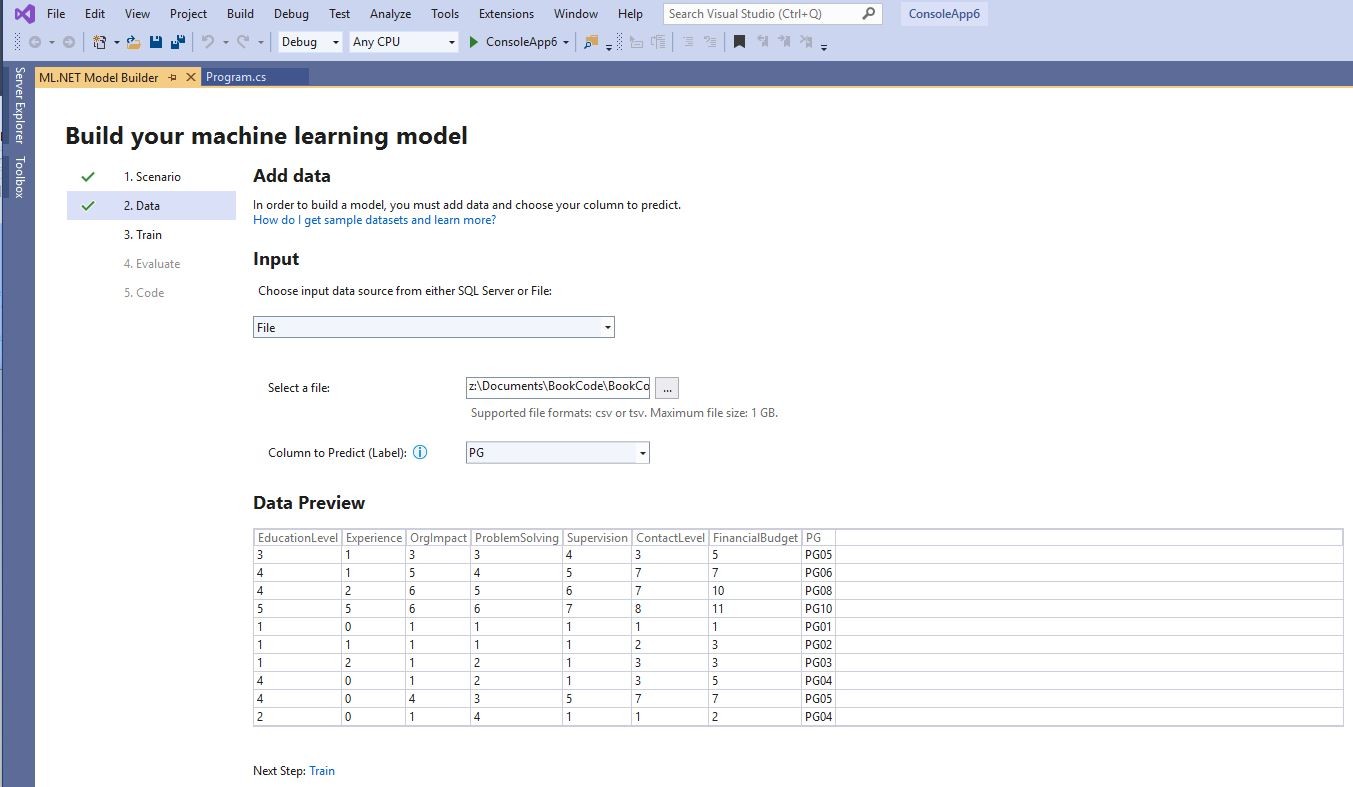 File Edit View Project Build Debug Test Analyze Tools Extensions Window Help Search Visual Studio (Ctrl+Q) ConsoleApp6
Debug Any CPU ConsoleApp6
ML.NET Model Builder Program.cs
Server Explorer
Toolbox
Build your machine learning model
1. Scenario
2. Data
3. Train
4. Evaluate
5. Code
Add data
In order to build a model, you must add data and choose your column to predict.
How do I get sample datasets and learn more?
Input
Choose input data source from either SQL Server or File:
File
Select a file: z:\Documents\BookCode\BookCo ...
Supported file formats: csv or tsv. Maximum file size: 1 GB.
Column to Predict (Label): PG
Data Preview
EducationLevel Experience OrgImpact ProblemSolving Supervision ContactLevel FinancialBudget PG
3 1 3 3 4 3 5 PG05
4 1 5 4 5 7 7 PG06
4 2 6 5 6 7 10 PG08
5 5 6 6 7 8 11 PG10
1 0 1 1 1 1 1 PG01
1 1 1 1 1 2 3 PG02
1 2 1 2 1 3 3 PG03
4 0 1 2 1 3 5 PG04
4 0 4 3 5 7 7 PG05
2 0 1 4 1 1 2 PG04
Next Step: Train